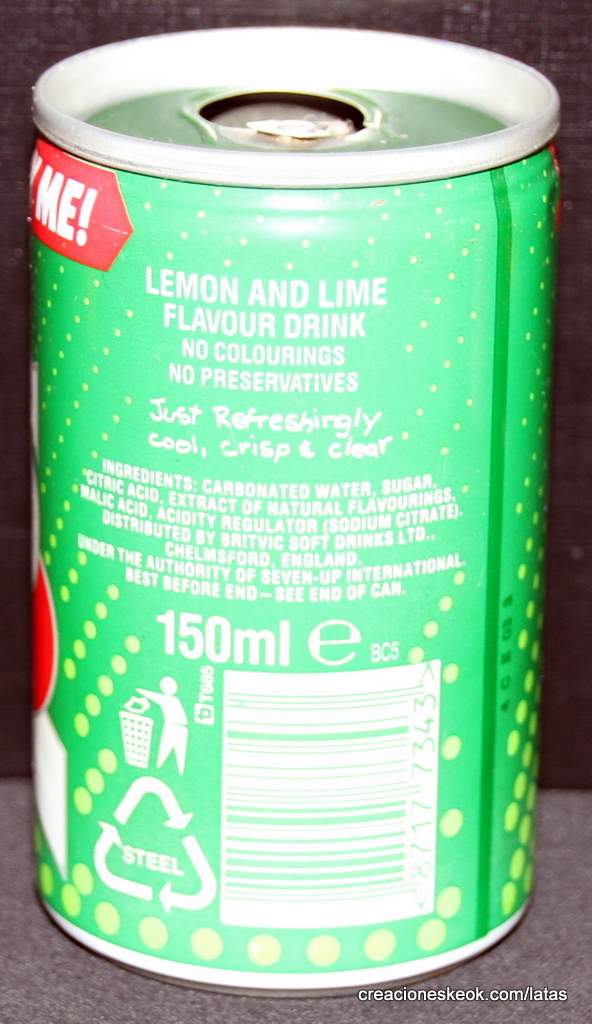 ME!
LEMON AND LIME
FLAVOUR DRINK
NO COLOURINGS
NO PRESERVATIVES
Just Refreshingly
cool, crisp & clear
INGREDIENTS: CARBONATED WATER, SUGAR,
CITRIC ACID, EXTRACT OF NATURAL FLAVOURINGS,
MALIC ACID, ACIDITY REGULATOR (SODIUM CITRATE).
DISTRIBUTED BY BRITVIC SOFT DRINKS LTD.,
CHELMSFORD, ENGLAND.
UNDER THE AUTHORITY OF SEVEN-UP INTERNATIONAL.
BEST BEFORE END – SEE END OF CAN.
150ml e BC5
T685
STEEL
<8717 7343>
creacioneskeok.com/latas